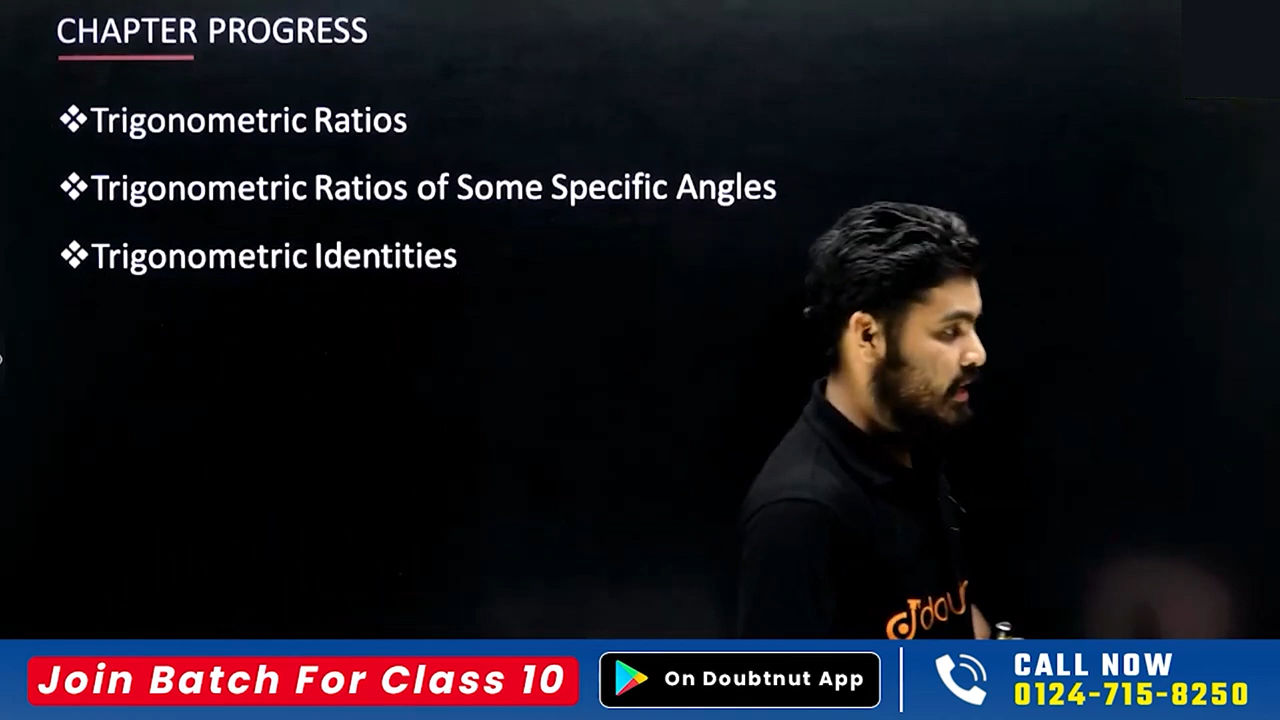 CHAPTER PROGRESS
❖Trigonometric Ratios
❖Trigonometric Ratios of Some Specific Angles
❖Trigonometric Identities
dou
Join Batch For Class 10
On Doubtnut App
CALL NOW
0124-715-8250